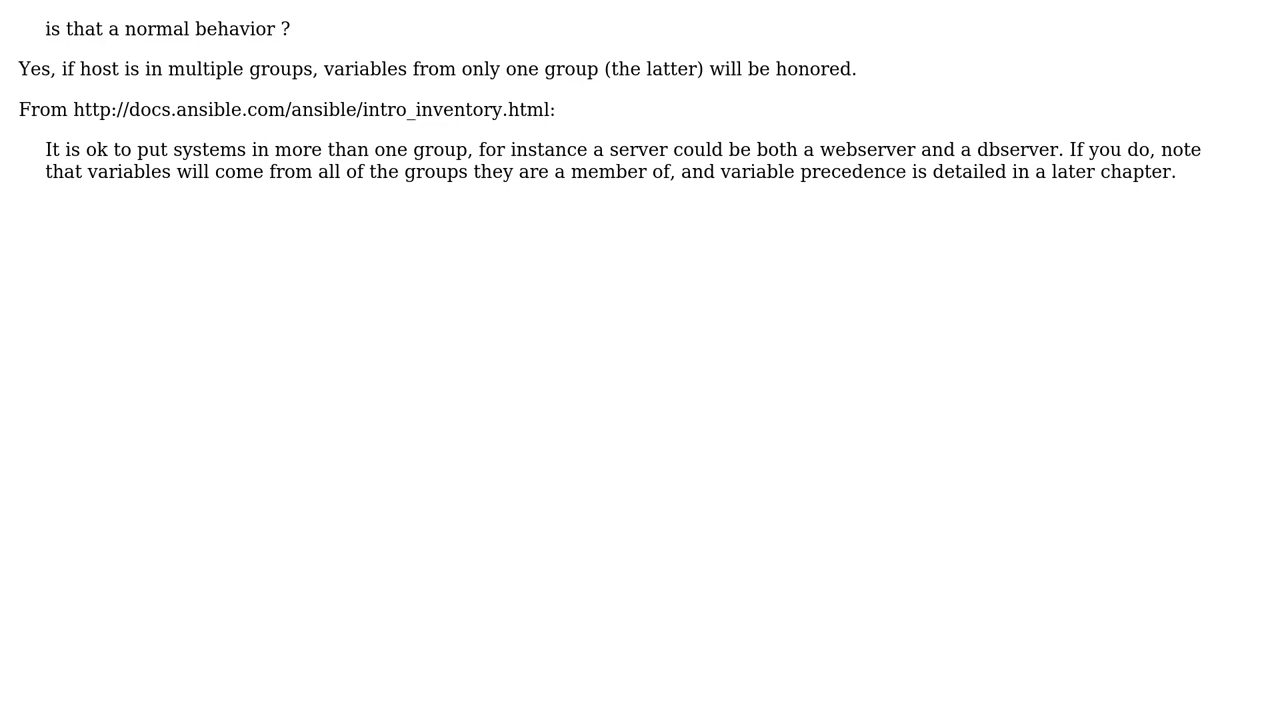 is that a normal behavior ?
Yes, if host is in multiple groups, variables from only one group (the latter) will be honored.
From http://docs.ansible.com/ansible/intro_inventory.html:
It is ok to put systems in more than one group, for instance a server could be both a webserver and a dbserver. If you do, note
that variables will come from all of the groups they are a member of, and variable precedence is detailed in a later chapter.